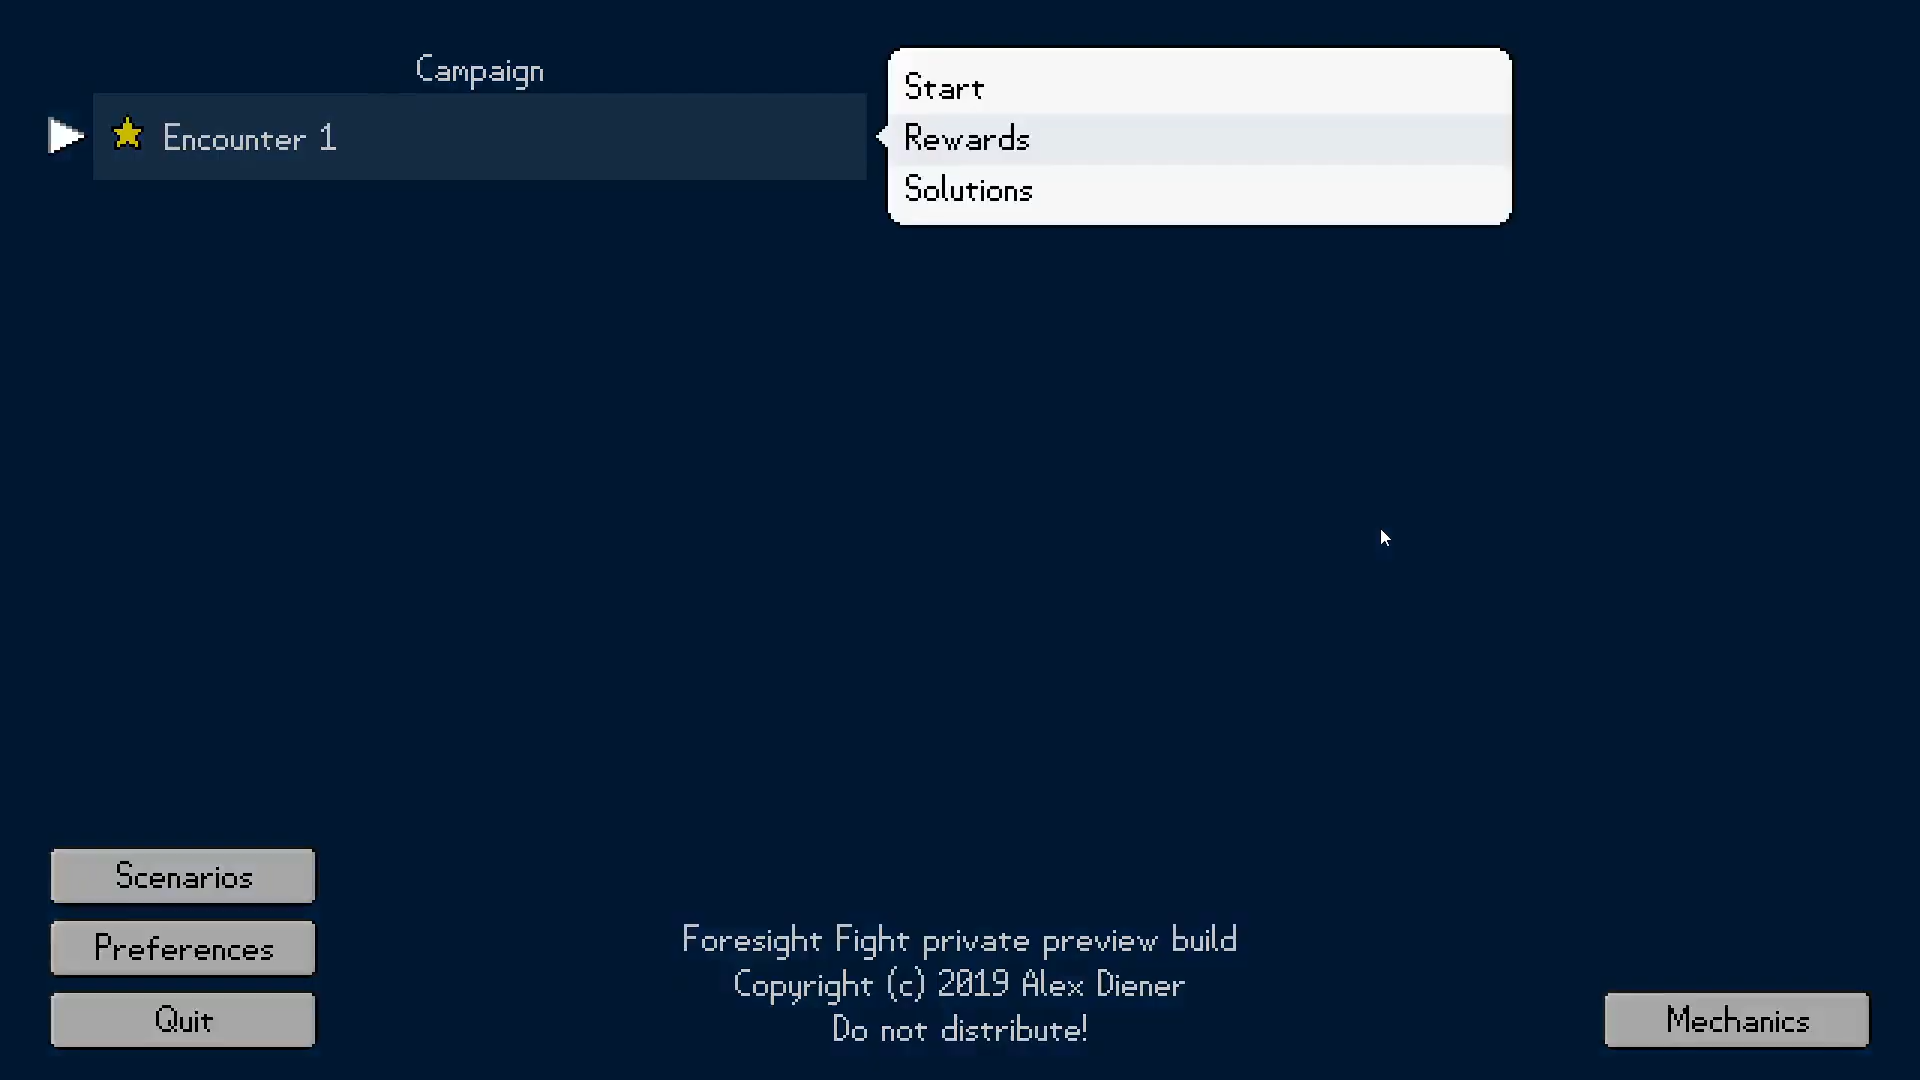 Campaign
Encounter 1
Start
Rewards
Solutions
Scenarios
Preferences
Quit
Foresight Fight private preview build
Copyright (c) 2019 Alex Diener
Do not distribute!
Mechanics